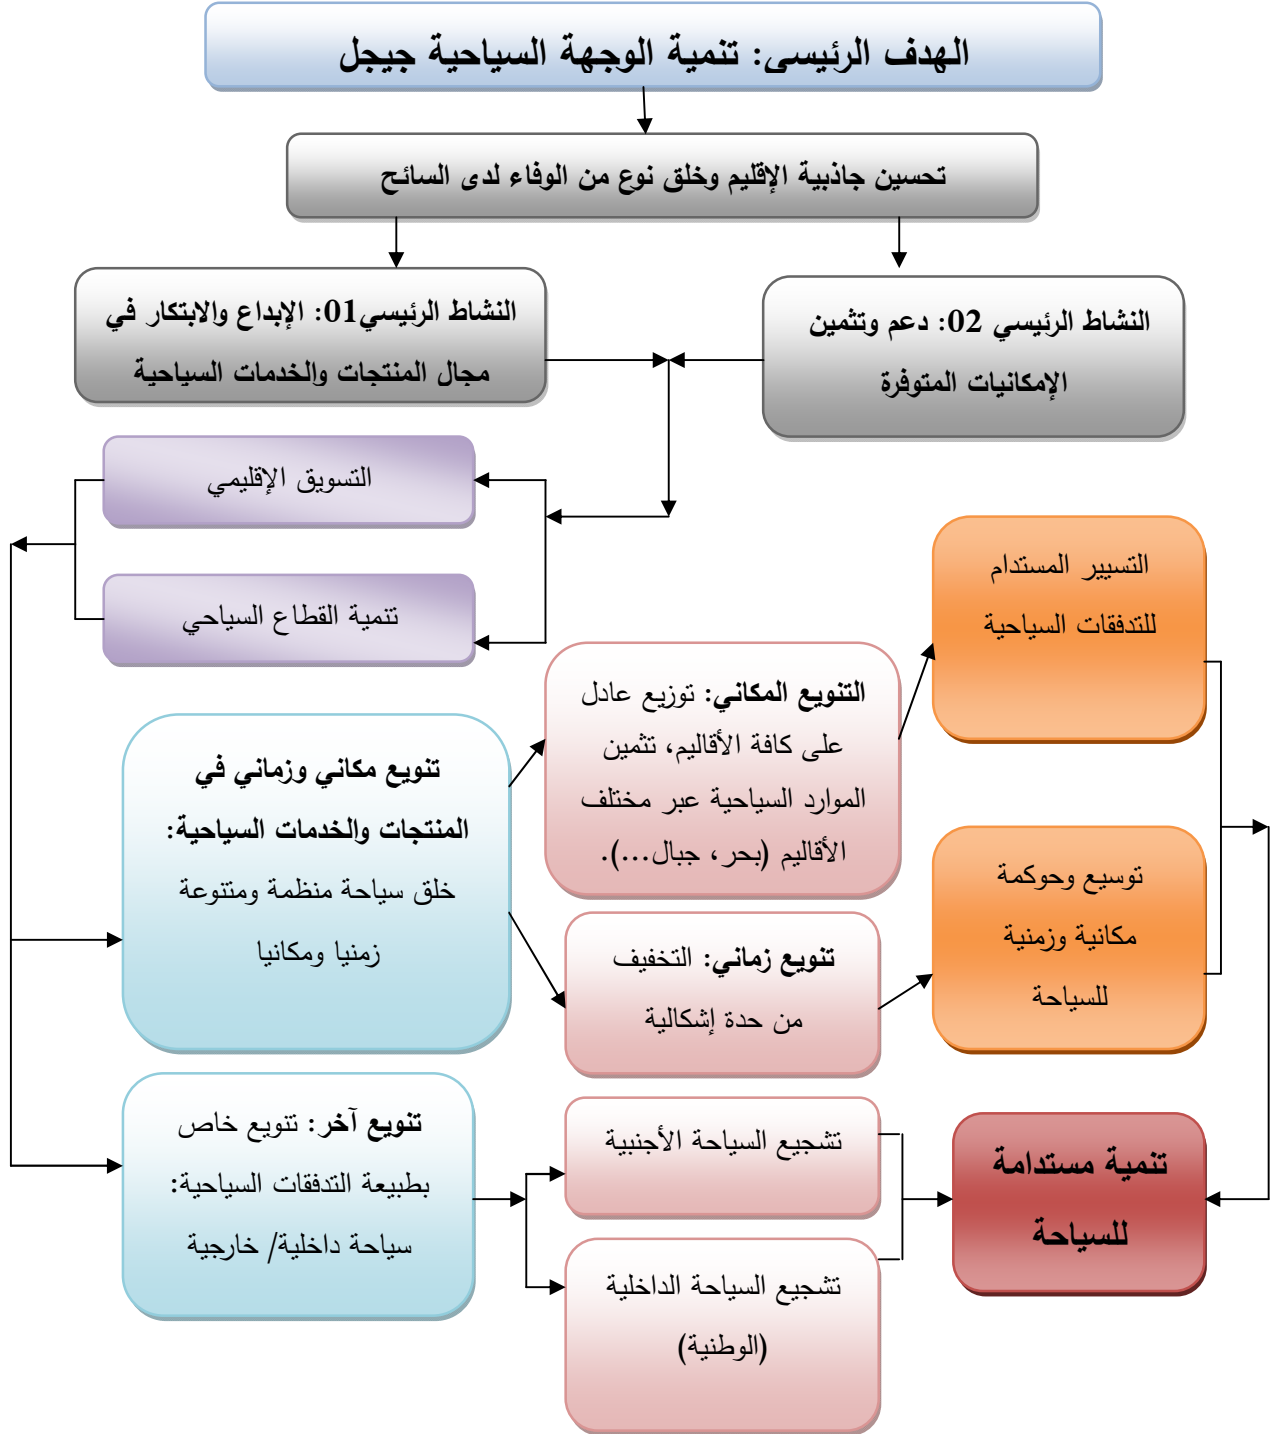 الهدف الرئيسي: تنمية الوجهة السياحية جيجل
تحسين جاذبية الإقليم وخلق نوع من الوفاء لدى السائح
النشاط الرئيسي 02: دعم وتثمين
الإمكانيات المتوفرة
النشاط الرئيسي01: الإبداع والابتكار في
مجال المنتجات والخدمات السياحية
التسويق الإقليمي
تنمية القطاع السياحي
تنويع مكاني وزماني في
المنتجات والخدمات السياحية:
خلق سياحة منظمة ومتنوعة
زمنيا ومكانيا
التنويع المكاني: توزيع عادل
على كافة الأقاليم، تثمين
الموارد السياحية عبر مختلف
الأقاليم (بحر، جبال...).
التسيير المستدام
للتدفقات السياحية
تنويع زماني: التخفيف
من حدة إشكالية
توسيع وحوكمة
مكانية وزمنية
للسياحة
تنويع آخر: تنويع خاص
بطبيعة التدفقات السياحية:
سياحة داخلية/ خارجية
تشجيع السياحة الأجنبية
تشجيع السياحة الداخلية
(الوطنية)
تنمية مستدامة
للسياحة